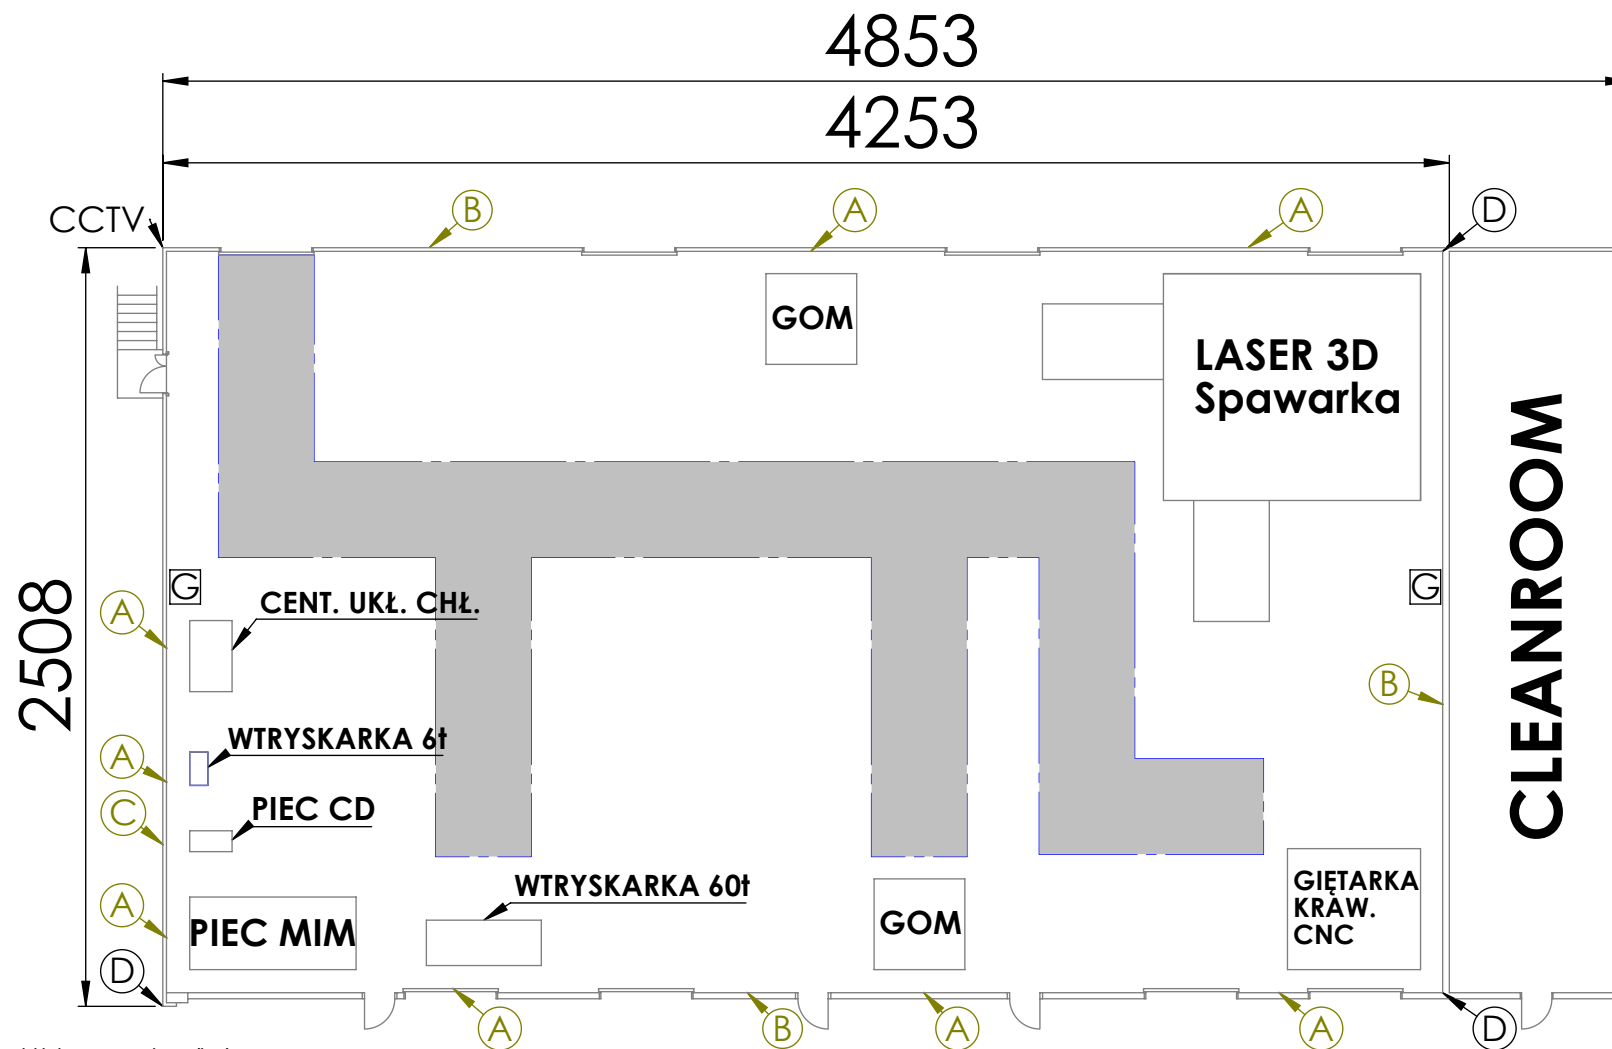 4853
4253
CCTV
B
A
A
D
GOM
LASER 3D
Spawarka
CLEANROOM
2508
G
G
CENT. UKŁ. CHŁ.
A
B
WTRYSKARKA 6t
A
PIEC CD
C
WTRYSKARKA 60t
GIĘTARKA
KRAW.
CNC
A
PIEC MIM
GOM
D
A
B
A
A
D